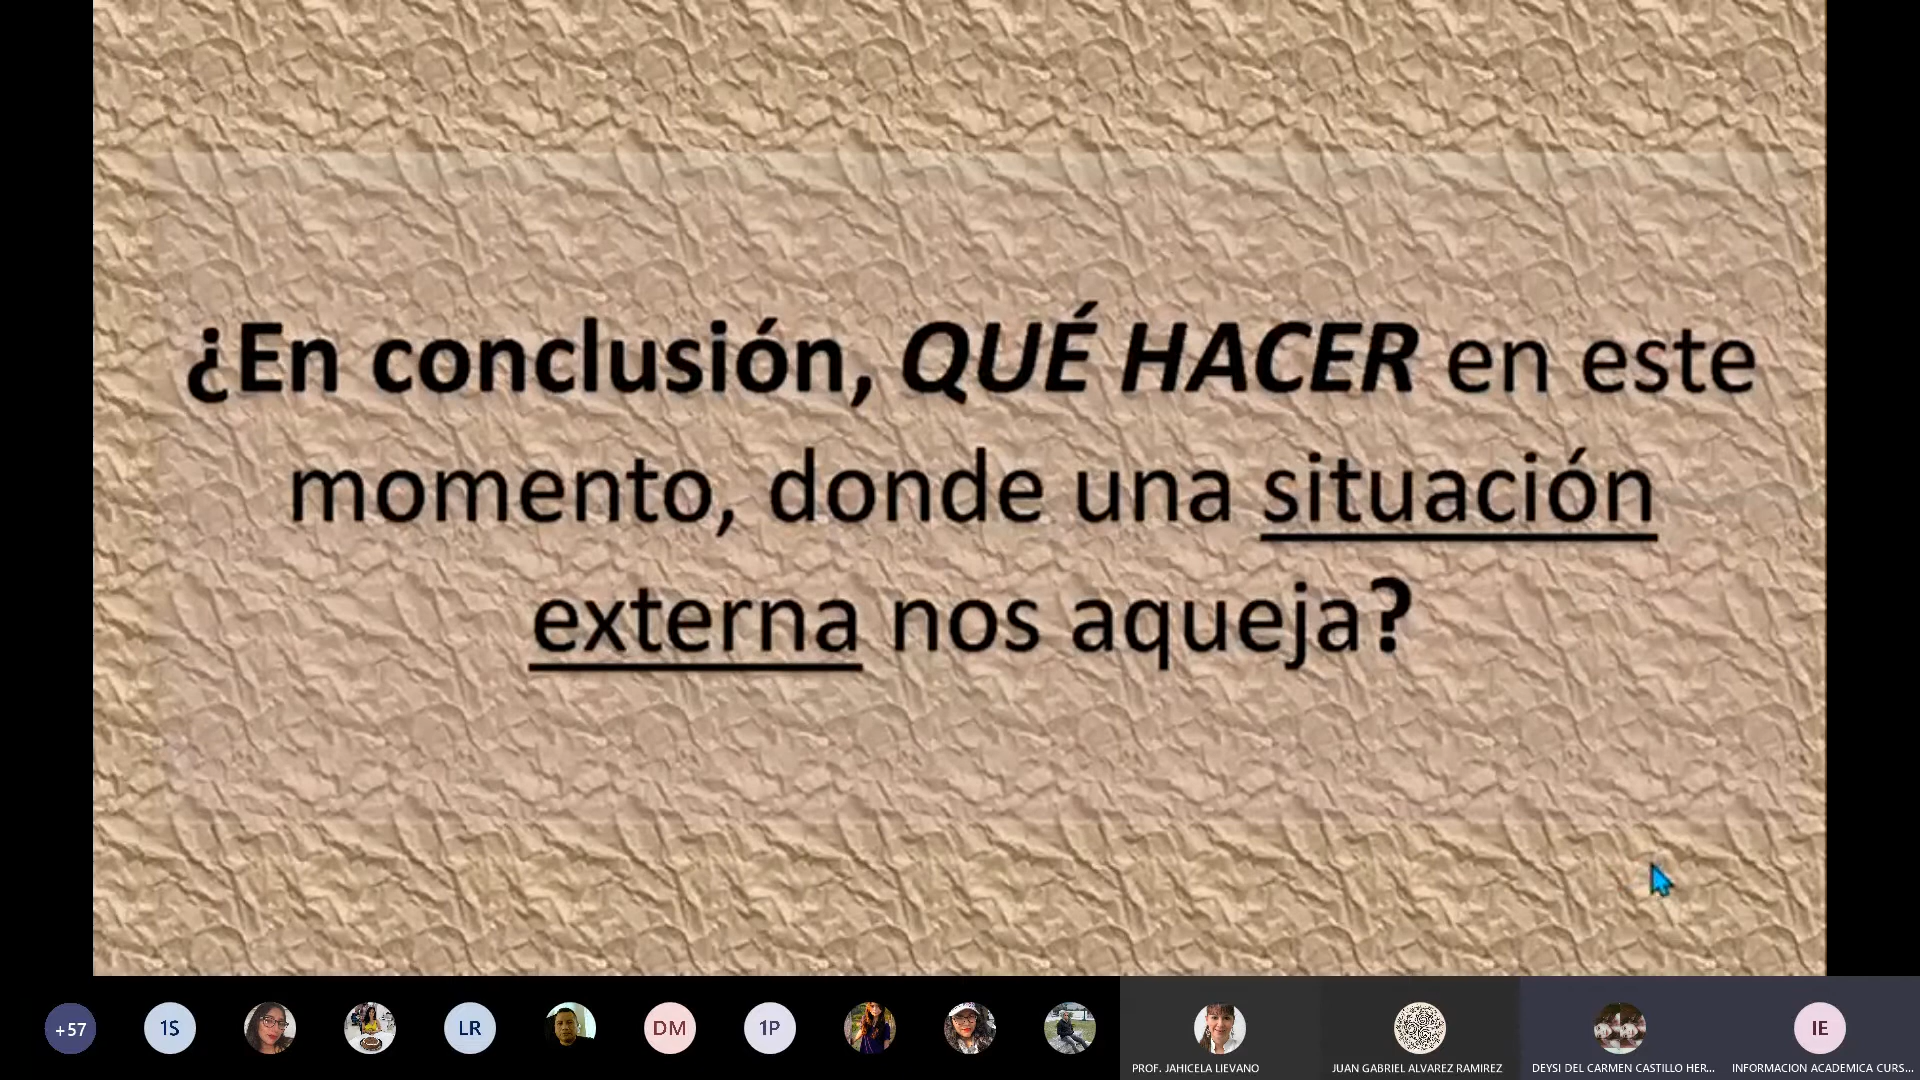 ¿En conclusión, QUÉ HACER en este
momento, donde una situación
externa nos aqueja?
+57
1S
LR
DM
1P
IE
PROF. JAHICELA LIEVANO
JUAN GABRIEL ALVAREZ RAMIREZ
DEYSI DEL CARMEN CASTILLO HER...
INFORMACION ACADEMICA CURS...